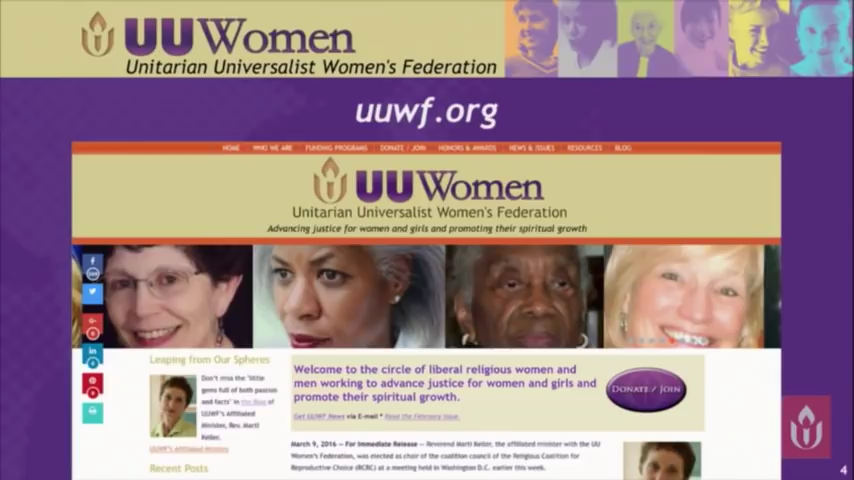 UUWomen
Unitarian Universalist Women's Federation
uuwf.org
HOME WHO WE ARE FUNDING PROGRAMS DONATE / JOIN HONORS & AWARDS NEWS & ISSUES RESOURCES BLOG
UUWomen
Unitarian Universalist Women's Federation
Advancing justice for women and girls and promoting their spiritual growth
Leaping from Our Spheres
Don't miss the "little
gems full of both passion
and facts" in the Blog of
UUWF's Affiliated
Minister, Rev. Marti
Keller.
UUWF's Affiliated Ministry
Recent Posts
Welcome to the circle of liberal religious women and
men working to advance justice for women and girls and
promote their spiritual growth.
Get UUWF News via E-mail * Read the February issue.
DONATE / JOIN
March 9, 2016 — For Immediate Release — Reverend Marti Keller, the affiliated minister with the UU
Women's Federation, was elected as chair of the coalition council of the Religious Coalition for
Reproductive Choice (RCRC) at a meeting held in Washington D.C. earlier this week.
4